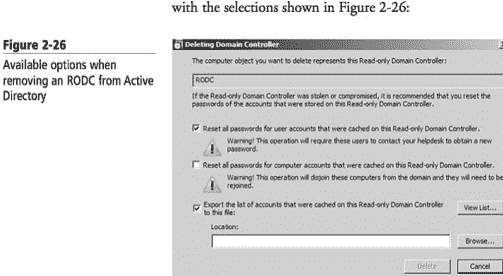 with the selections shown in Figure 2-26:
Figure 2-26
Available options when
removing an RODC from Active
Directory
Deleting Domain Controller
The computer object you want to delete represents this Read-only Domain Controller:
RODC
If the Read-only Domain Controller was stolen or compromised, it is recommended that you reset the
passwords of the accounts that were stored on this Read-only Domain Controller.
Reset all passwords for user accounts that were cached on this Read-only Domain Controller.
Warning! This operation will require these users to contact your helpdesk to obtain a new
password.
Reset all passwords for computer accounts that were cached on this Read-only Domain Controller.
Warning! This operation will disjoin these computers from the domain and they will need to be
rejoined.
Export the list of accounts that were cached on this Read-only Domain Controller
to this file:
View List...
Location:
Browse...
Delete
Cancel